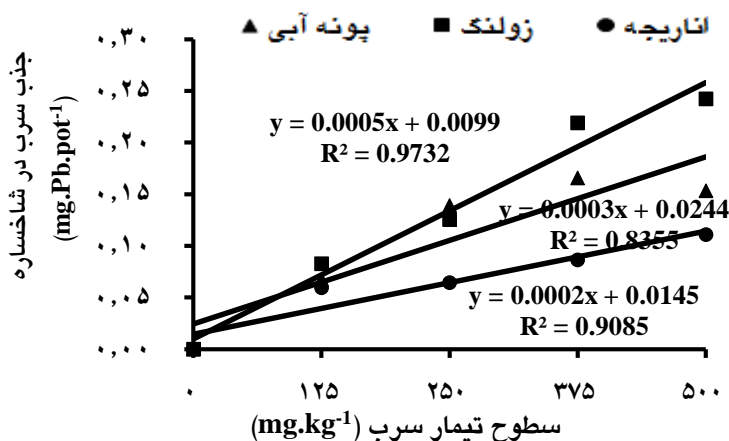 اناریجه زولنگ پونه آبی
جذب سرب در شاخساره
(mg.Pb.pot⁻¹)
۰,۳۰
۰,۲۵
۰,۲۰
۰,۱۵
۰,۱۰
۰,۰۵
۰,۰۰
y = 0.0005x + 0.0099
R² = 0.9732
y = 0.0003x + 0.0244
R² = 0.8355
y = 0.0002x + 0.0145
R² = 0.9085
۰ ۱۲۵ ۲۵۰ ۳۷۵ ۵۰۰
سطوح تیمار سرب (mg.kg⁻¹)